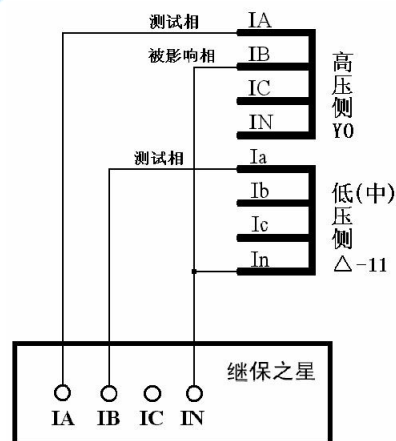 测试相
IA
被影响相
IB
IC
IN
高
压
侧
Y0
测试相
Ia
Ib
Ic
In
低(中)
压
侧
△-11
继保之星
IA IB IC IN